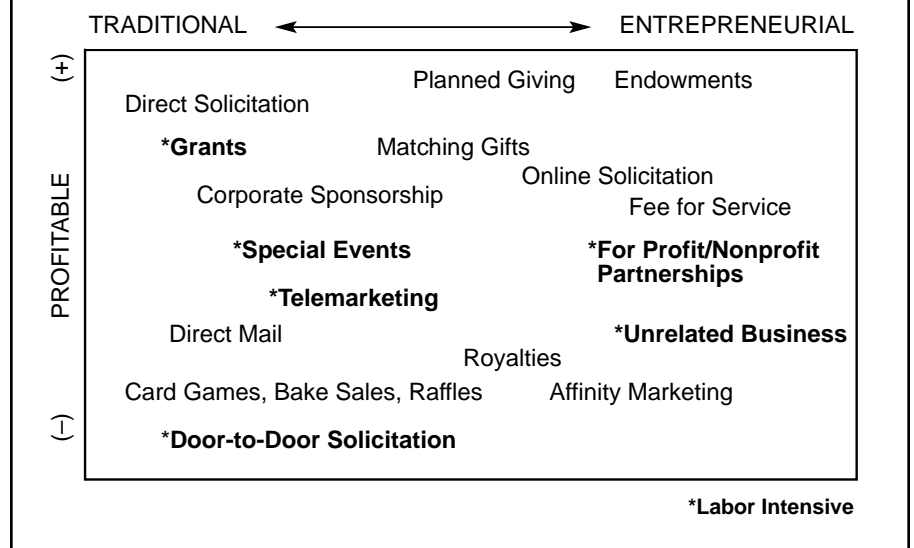 TRADITIONAL ENTREPRENEURIAL
(+)
Planned Giving Endowments
Direct Solicitation
*Grants Matching Gifts
Online Solicitation
Corporate Sponsorship
Fee for Service
PROFITABLE
*Special Events *For Profit/Nonprofit
Partnerships
*Telemarketing
Direct Mail *Unrelated Business
Royalties
Card Games, Bake Sales, Raffles Affinity Marketing
(–)
*Door-to-Door Solicitation
*Labor Intensive